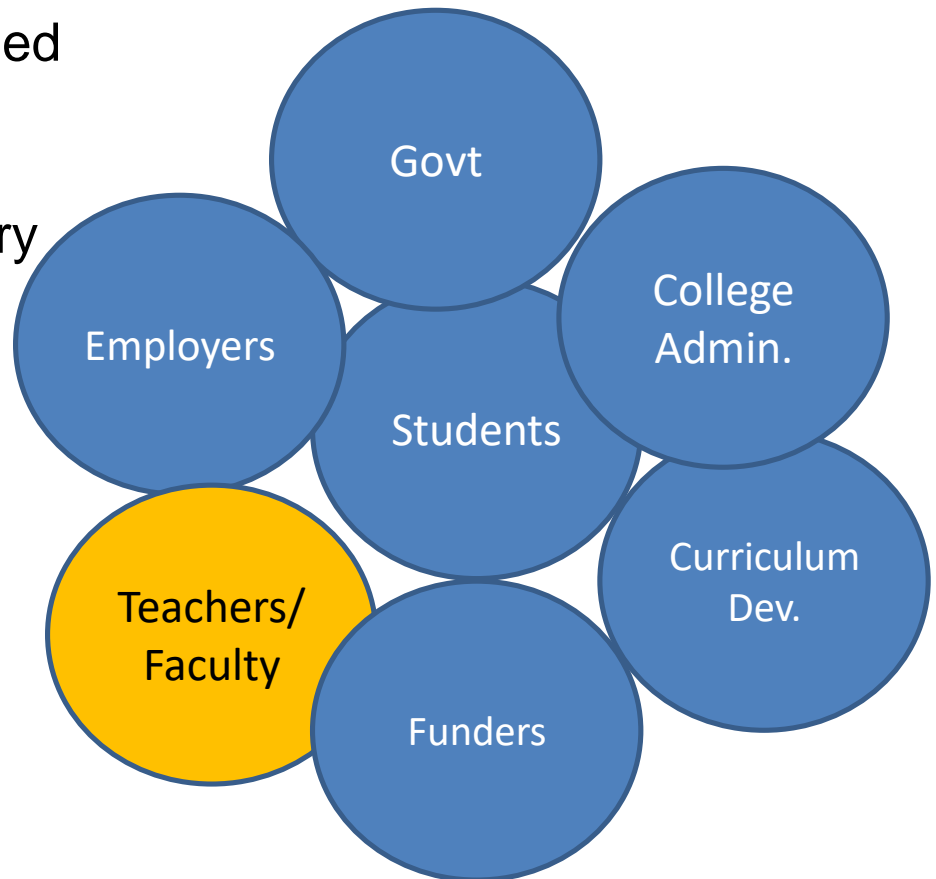 ed
Govt
ry
College
Admin.
Employers
Students
Curriculum
Dev.
Teachers/
Faculty
Funders